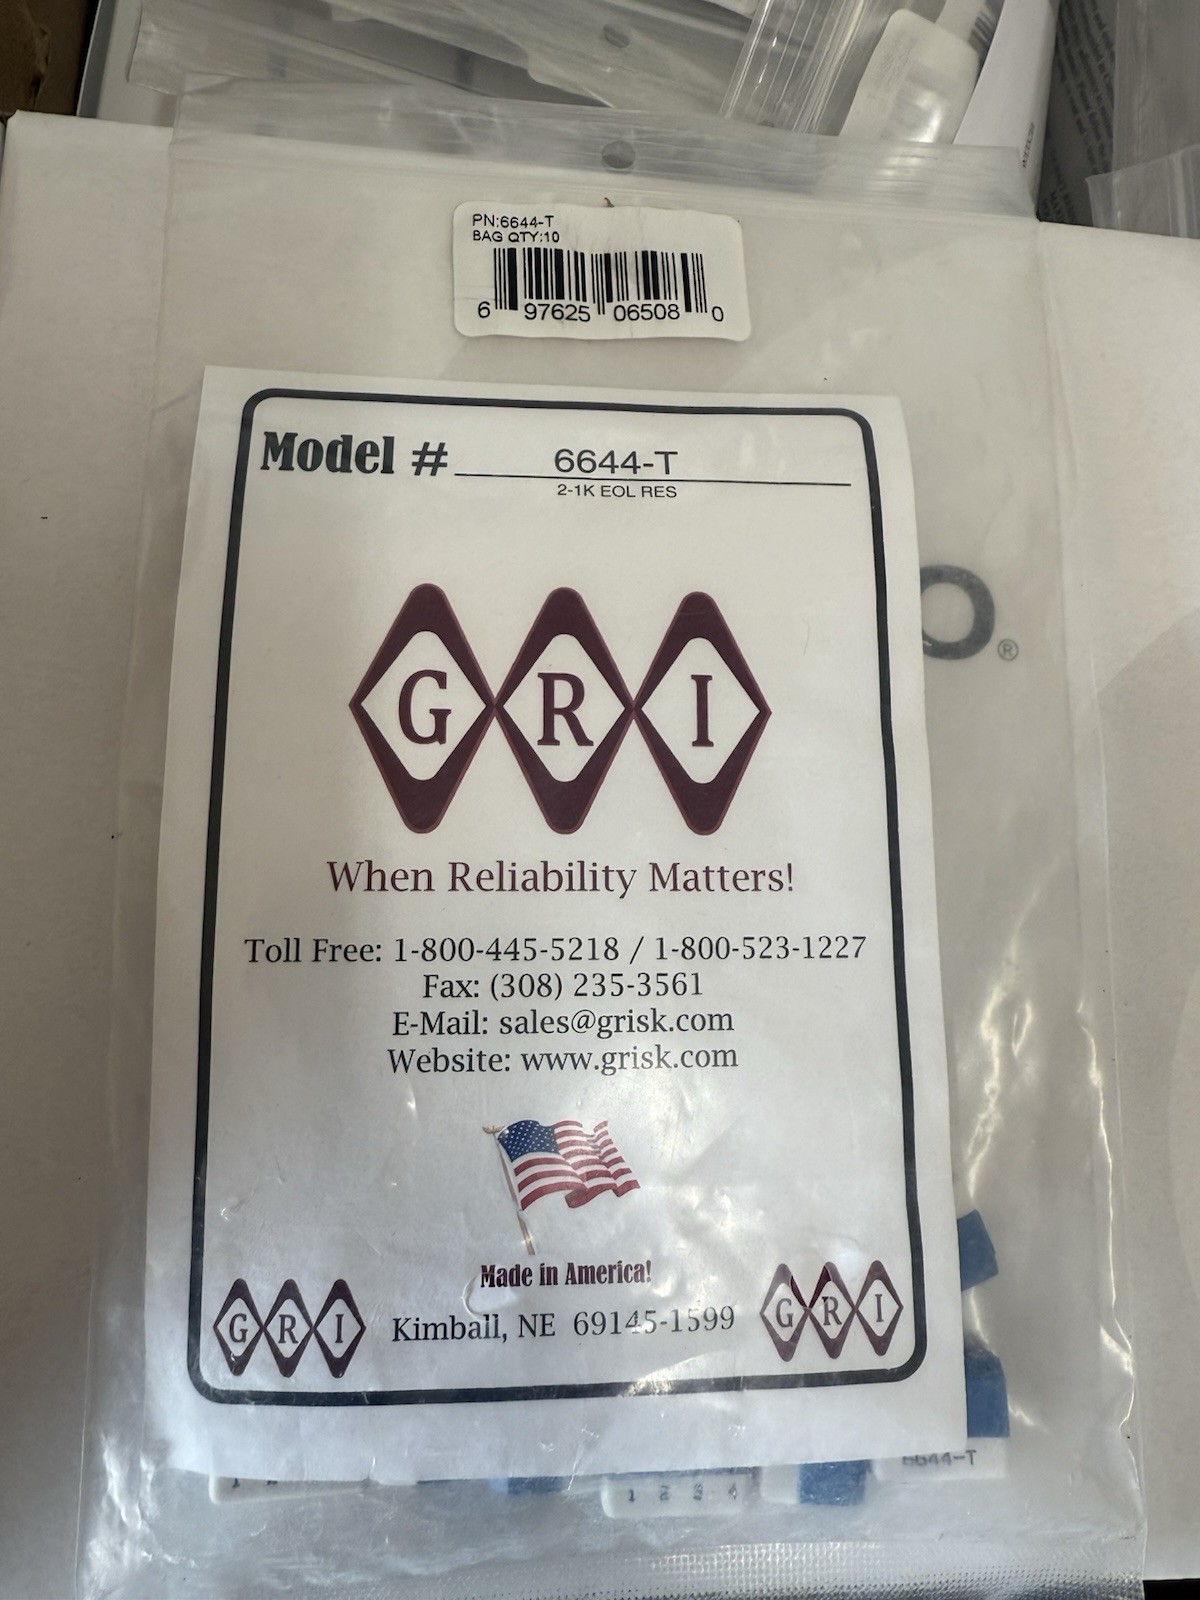 PN:6644-T
BAG QTY:10
6 97625 06508 0
Model # 6644-T
2-1K EOL RES
O®
G R I
When Reliability Matters!
Toll Free: 1-800-445-5218 / 1-800-523-1227
Fax: (308) 235-3561
E-Mail: sales@grisk.com
Website: www.grisk.com
Made in America!
G R I
Kimball, NE 69145-1599
G R I
6644-T
1 2 3 4